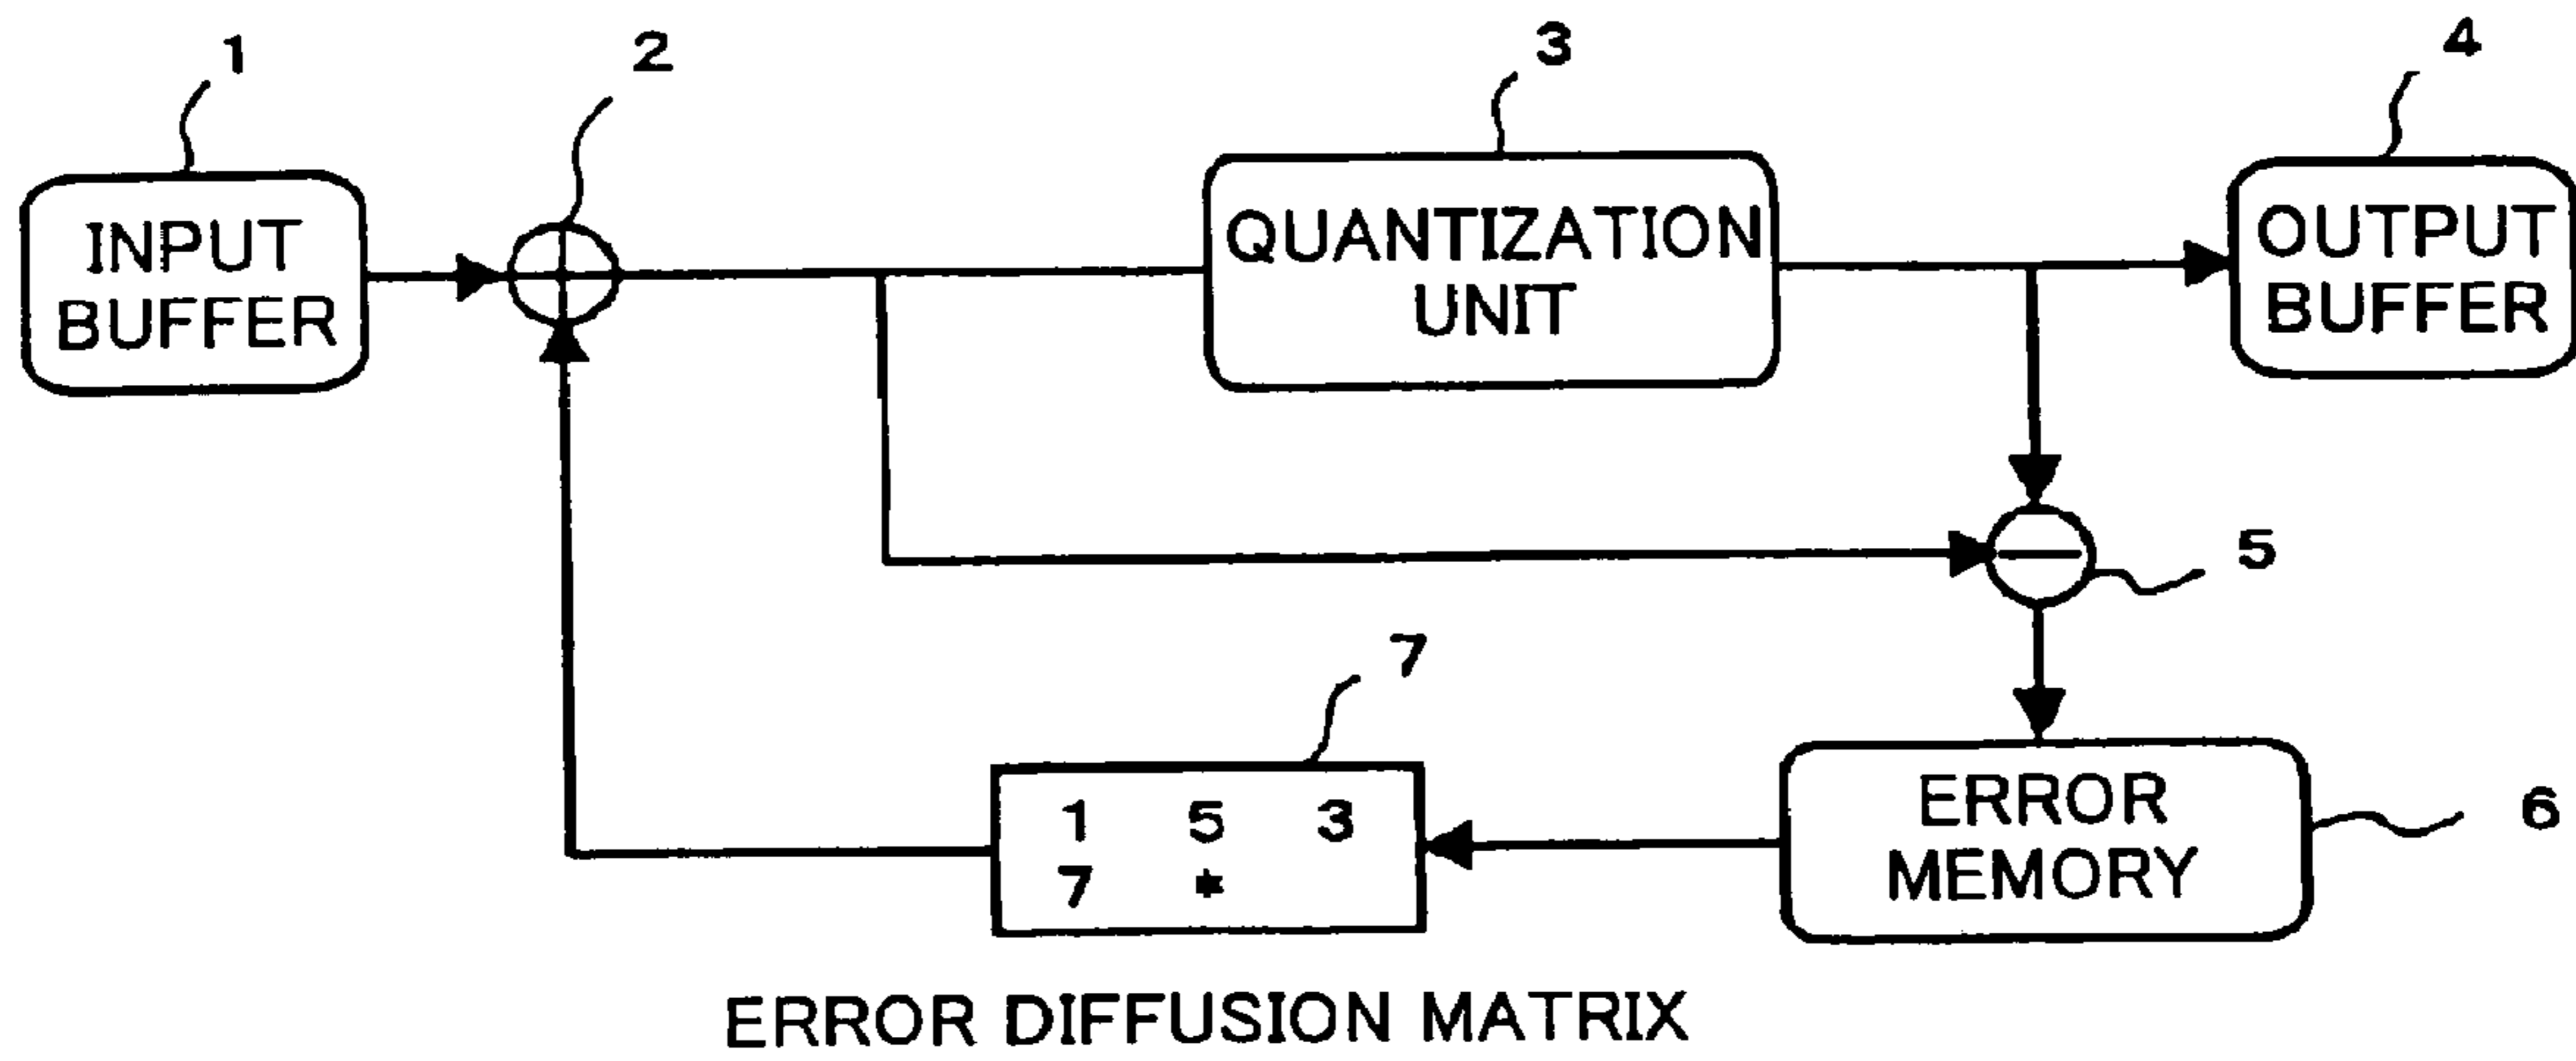 1
2
3
4
INPUT
BUFFER
QUANTIZATION
UNIT
OUTPUT
BUFFER
5
7
1 5 3
7 *
ERROR
MEMORY
6
ERROR DIFFUSION MATRIX